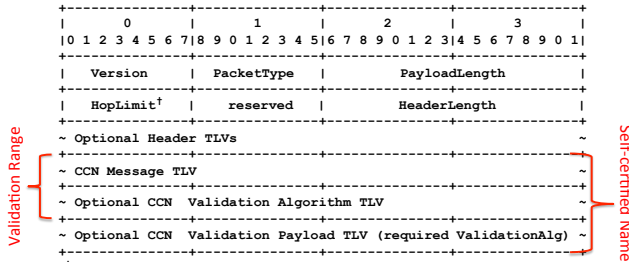 0 1 2 3
|0 1 2 3 4 5 6 7|8 9 0 1 2 3 4 5|6 7 8 9 0 1 2 3|4 5 6 7 8 9 0 1|
| Version | PacketType | PayloadLength |
| HopLimit† | reserved | HeaderLength |
~ Optional Header TLVs ~
~ CCN Message TLV ~
~ Optional CCN Validation Algorithm TLV ~
~ Optional CCN Validation Payload TLV (required ValidationAlg) ~
Validation Range
Self-certified Name